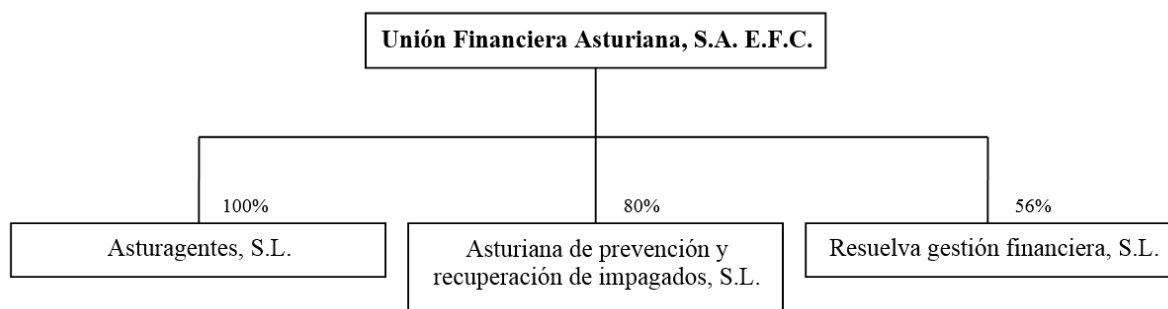 Unión Financiera Asturiana, S.A. E.F.C.
100%
80%
56%
Asturagentes, S.L.
Asturiana de prevención y
recuperación de impagados, S.L.
Resuelva gestión financiera, S.L.